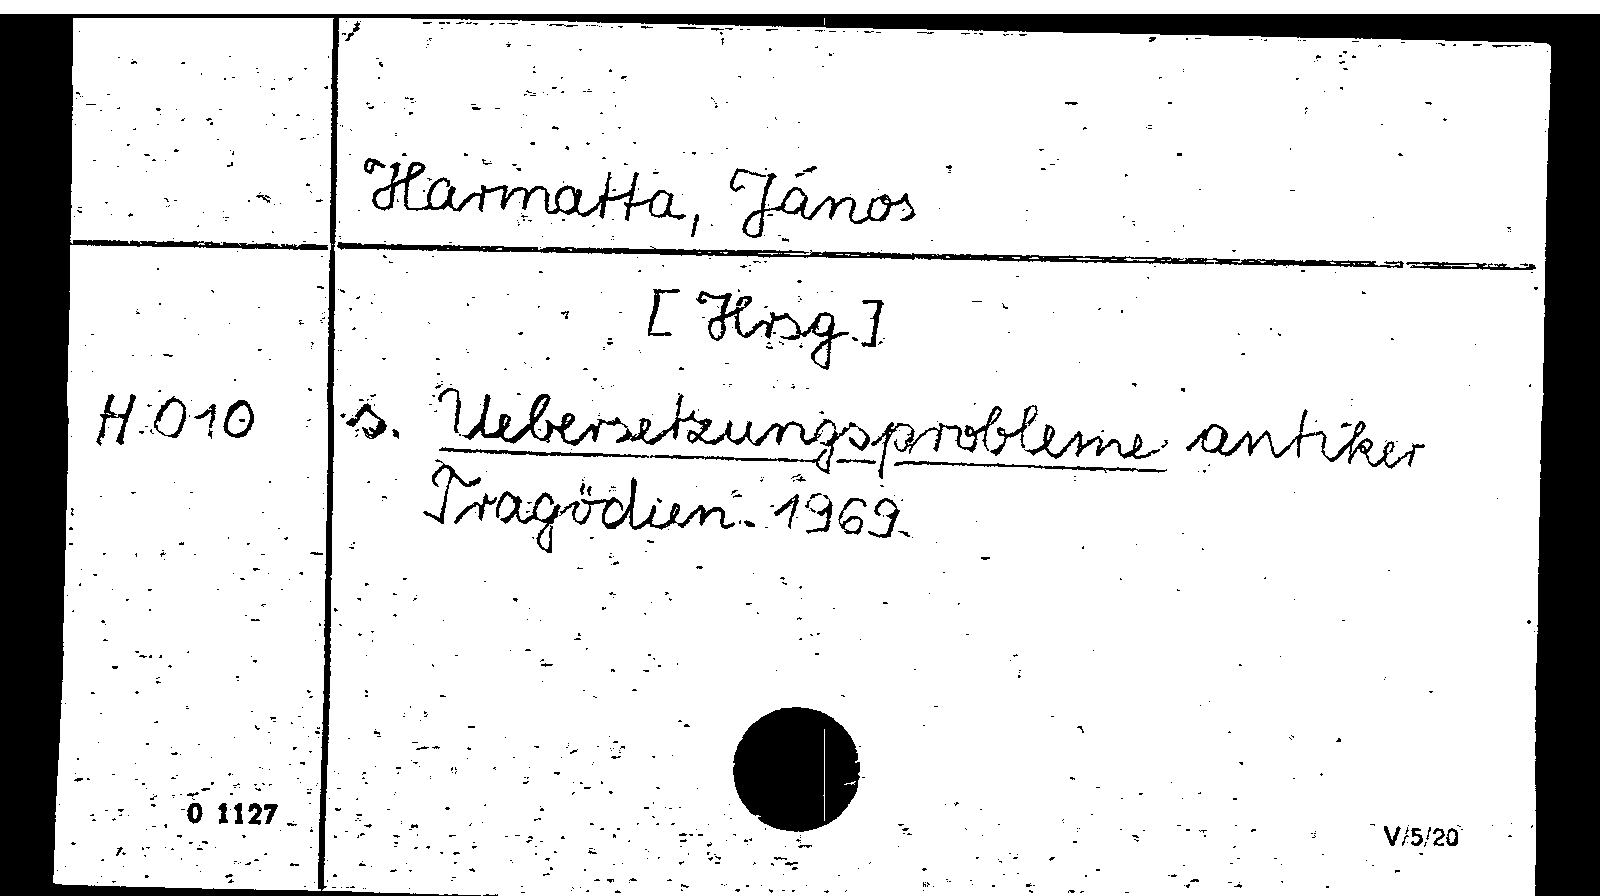 Harmatta, János
[Hrsg.]
H 010 s. Uebersetzungsprobleme antiker
Tragödien. 1969.
0 1127
V/5/20